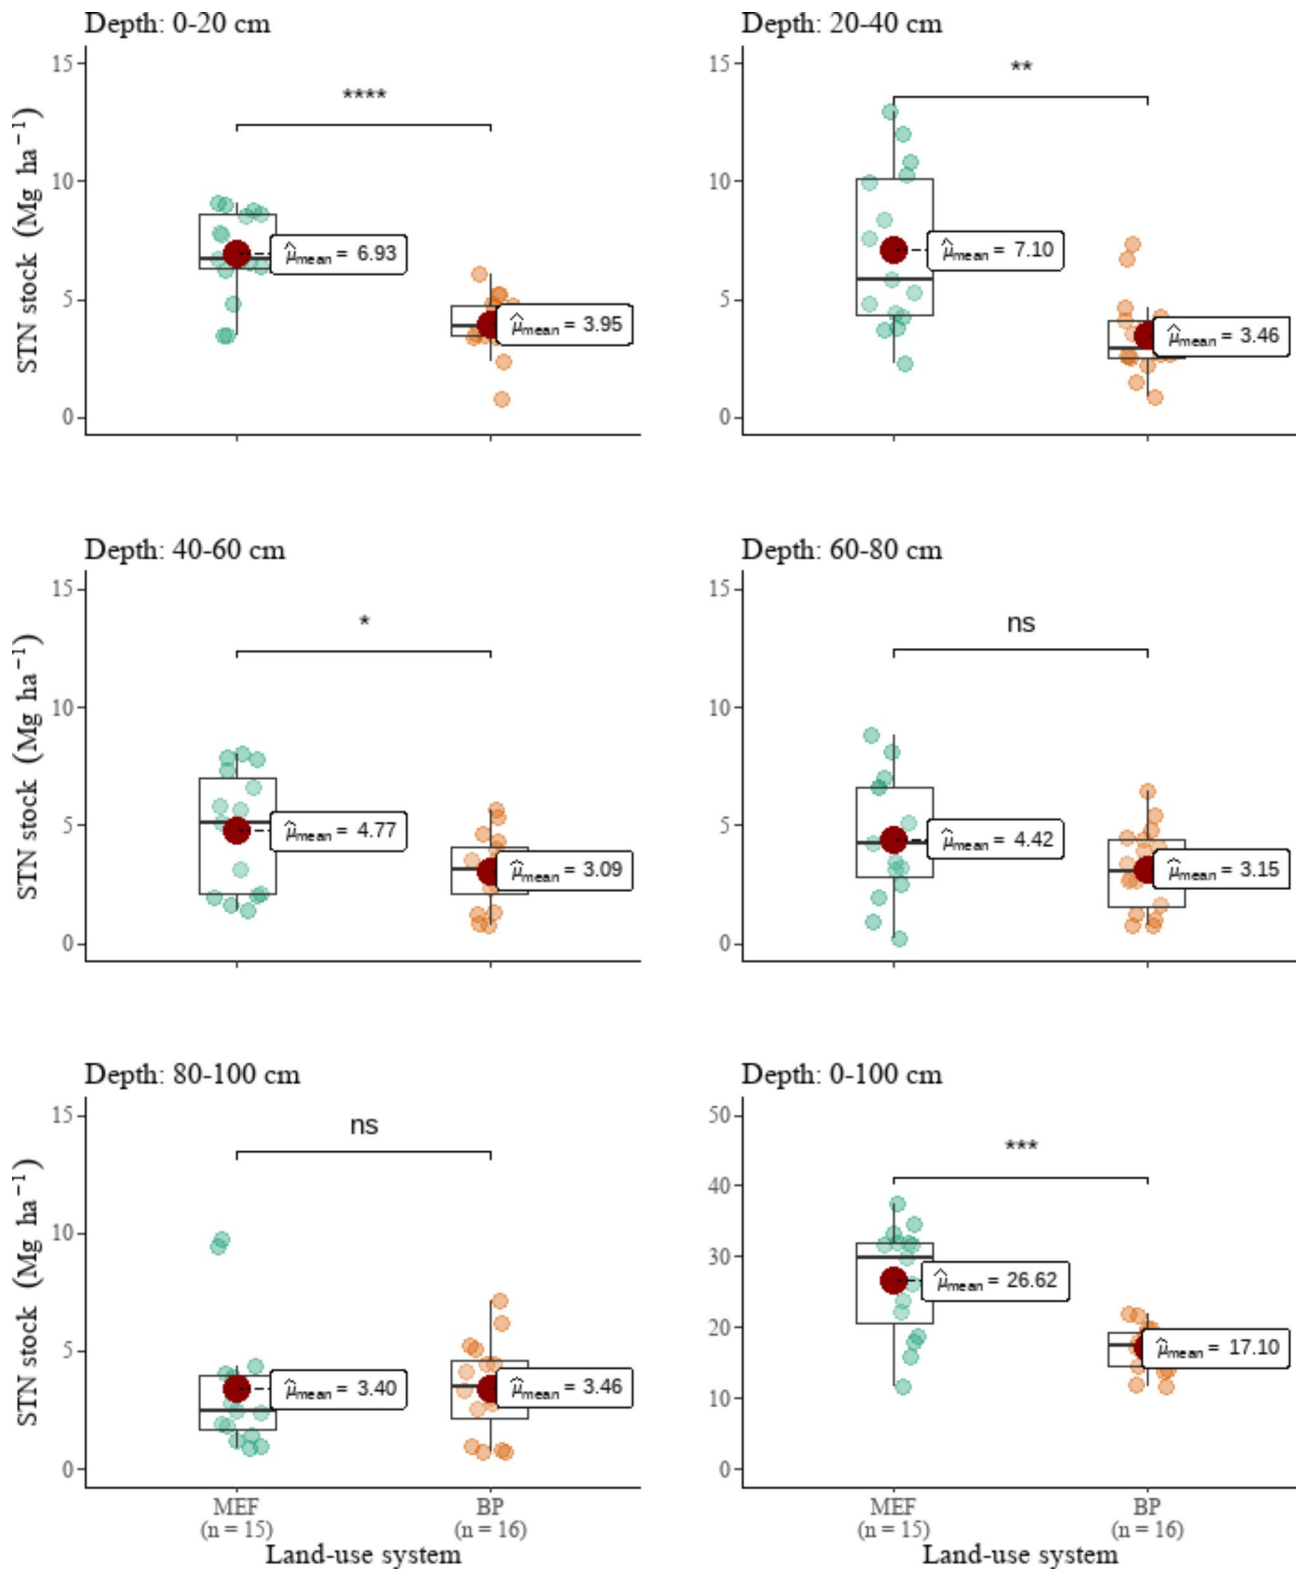 Depth: 0-20 cm
STN stock (Mg ha⁻¹)
15
10
5
0
****
μ̂mean = 6.93
μ̂mean = 3.95
Depth: 20-40 cm
15
10
5
0
**
μ̂mean = 7.10
μ̂mean = 3.46
Depth: 40-60 cm
STN stock (Mg ha⁻¹)
15
10
5
0
*
μ̂mean = 4.77
μ̂mean = 3.09
Depth: 60-80 cm
15
10
5
0
ns
μ̂mean = 4.42
μ̂mean = 3.15
Depth: 80-100 cm
STN stock (Mg ha⁻¹)
15
10
5
0
ns
μ̂mean = 3.40
μ̂mean = 3.46
MEF
(n = 15)
BP
(n = 16)
Land-use system
Depth: 0-100 cm
50
40
30
20
10
0
***
μ̂mean = 26.62
μ̂mean = 17.10
MEF
(n = 15)
BP
(n = 16)
Land-use system